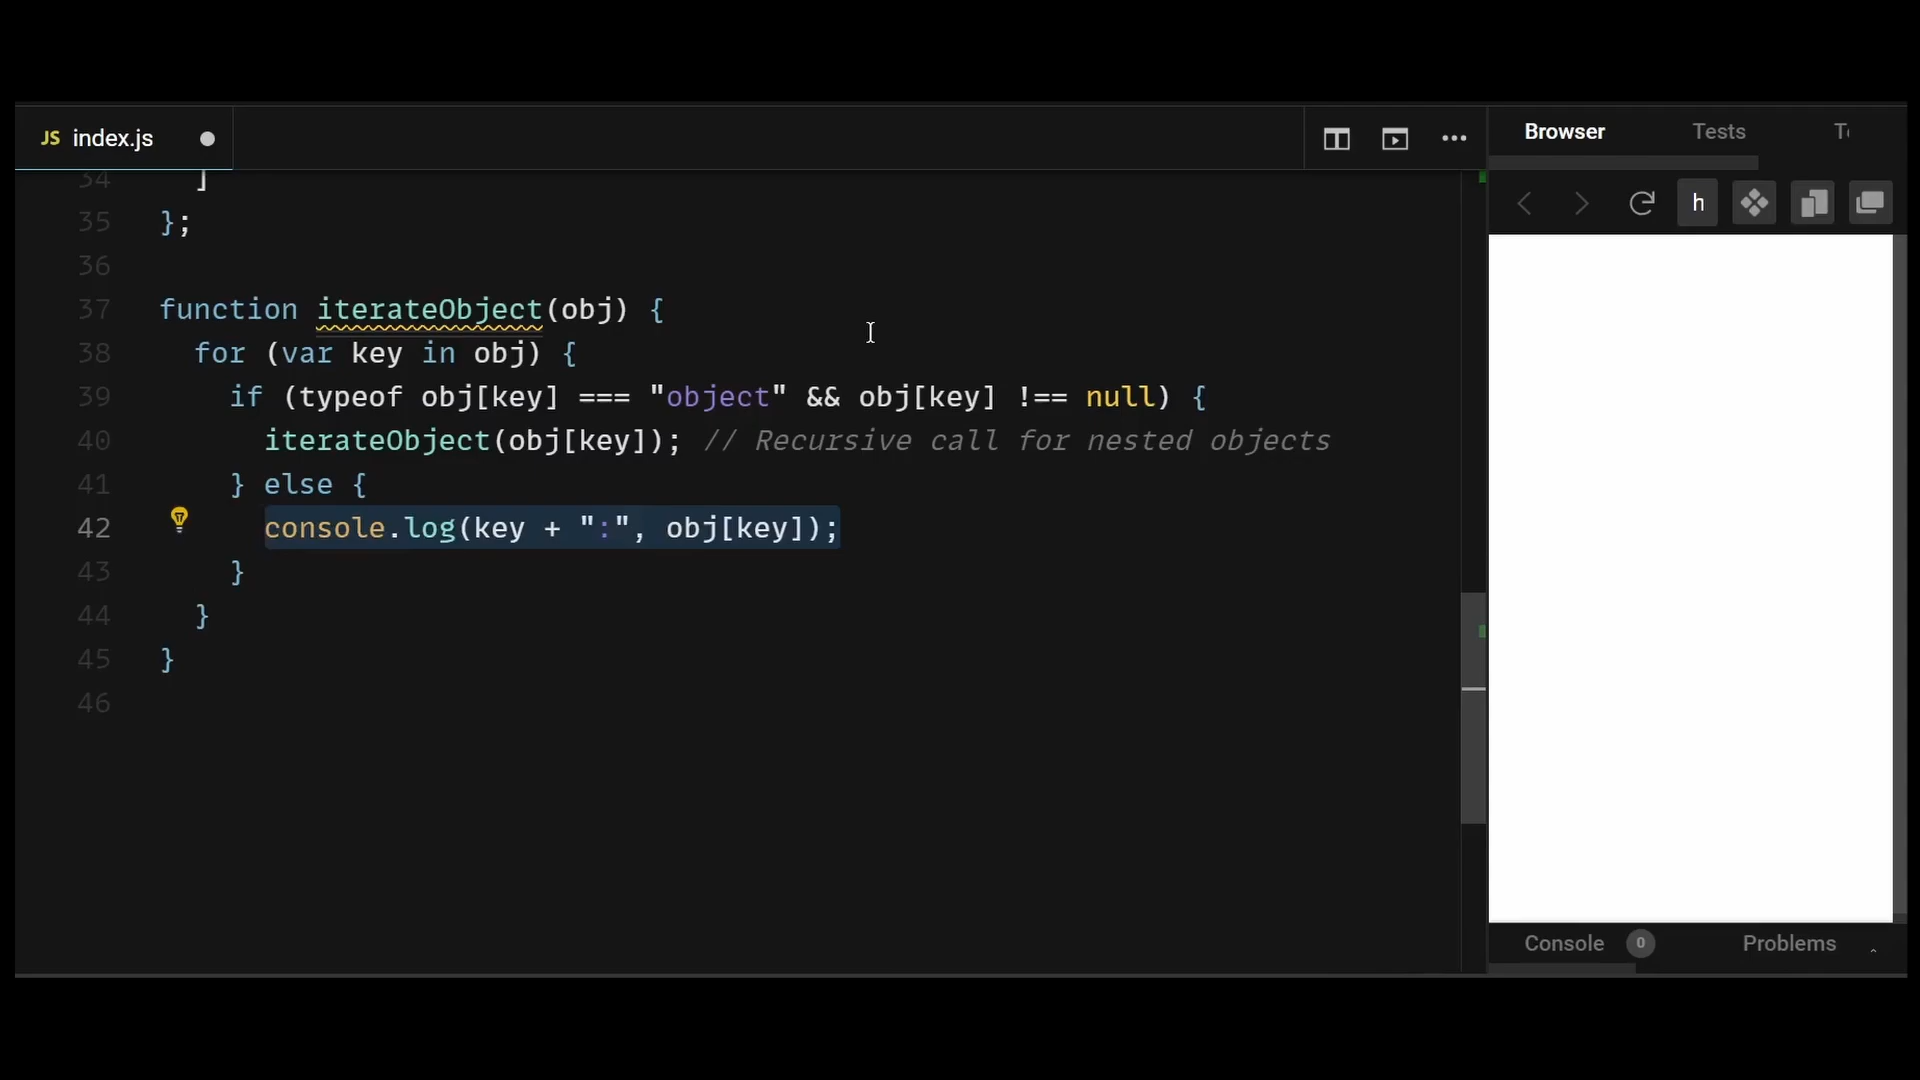 JS index.js
Browser Tests
h
34 ]
35 };
36
37 function iterateObject(obj) {
38 for (var key in obj) {
39 if (typeof obj[key] === "object" && obj[key] !== null) {
40 iterateObject(obj[key]); // Recursive call for nested objects
41 } else {
42 console.log(key + ":", obj[key]);
43 }
44 }
45 }
46
Console 0 Problems